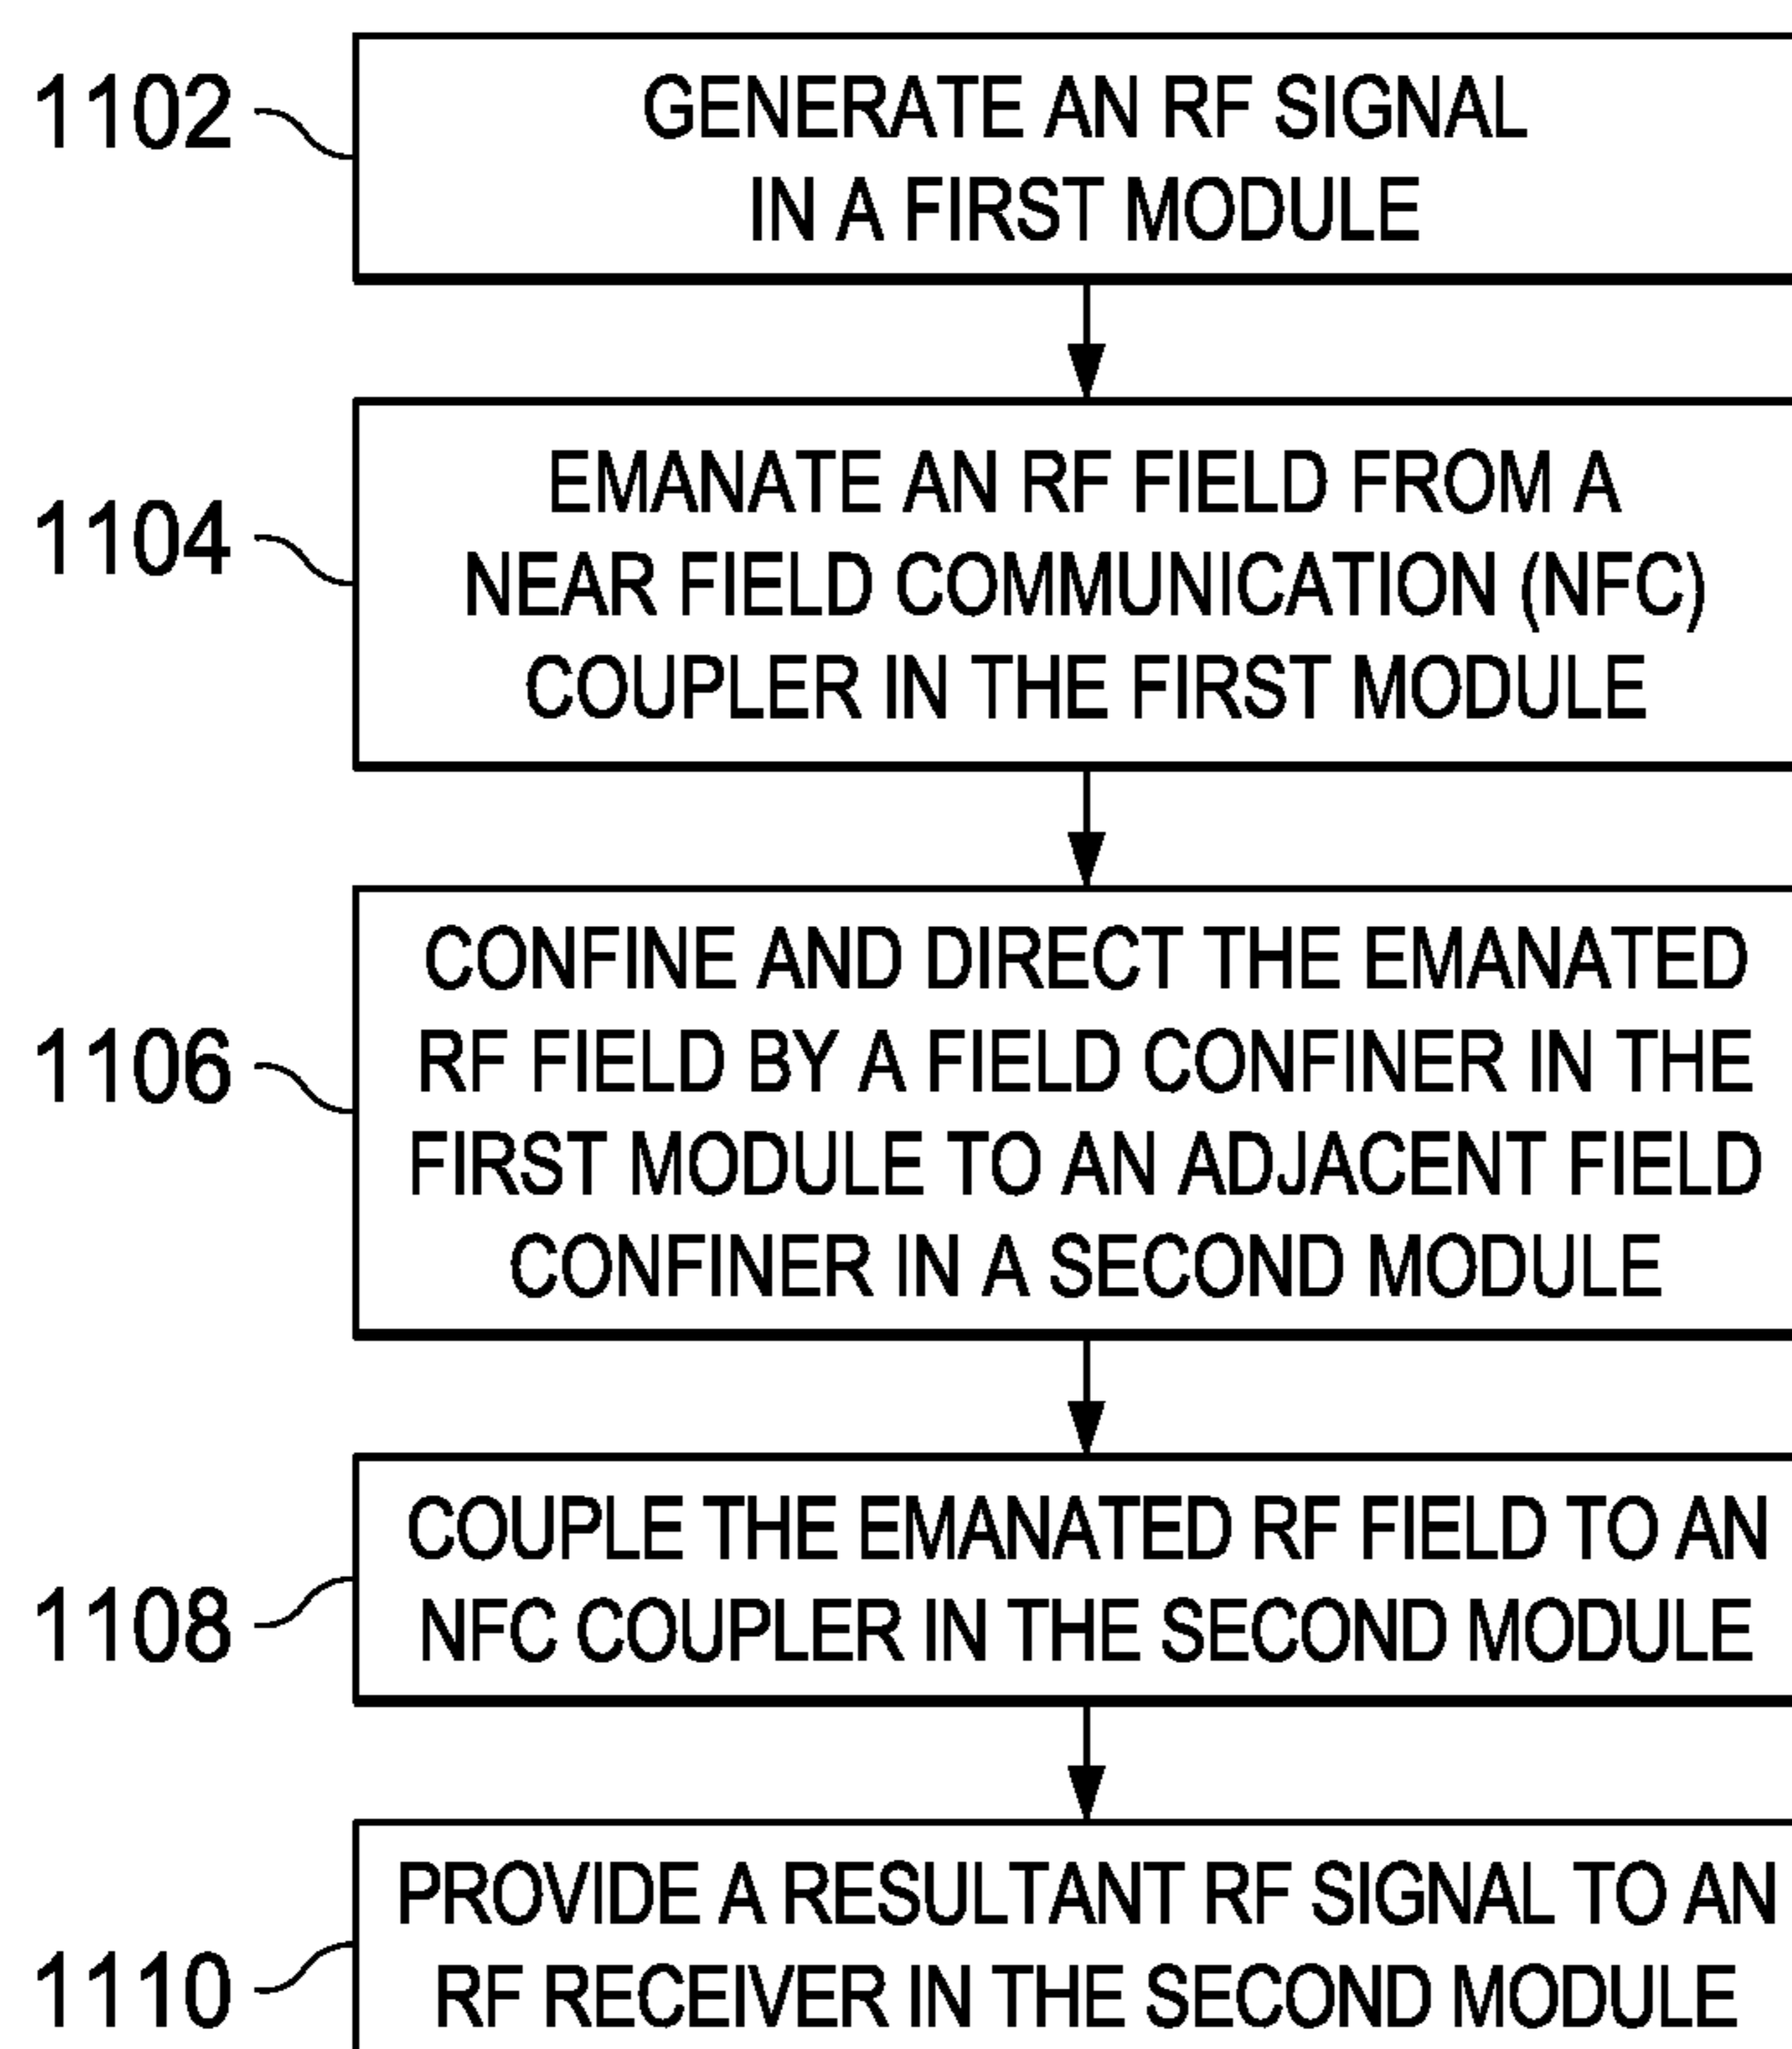 1102
GENERATE AN RF SIGNAL
IN A FIRST MODULE
1104
EMANATE AN RF FIELD FROM A
NEAR FIELD COMMUNICATION (NFC)
COUPLER IN THE FIRST MODULE
1106
CONFINE AND DIRECT THE EMANATED
RF FIELD BY A FIELD CONFINER IN THE
FIRST MODULE TO AN ADJACENT FIELD
CONFINER IN A SECOND MODULE
1108
COUPLE THE EMANATED RF FIELD TO AN
NFC COUPLER IN THE SECOND MODULE
1110
PROVIDE A RESULTANT RF SIGNAL TO AN
RF RECEIVER IN THE SECOND MODULE